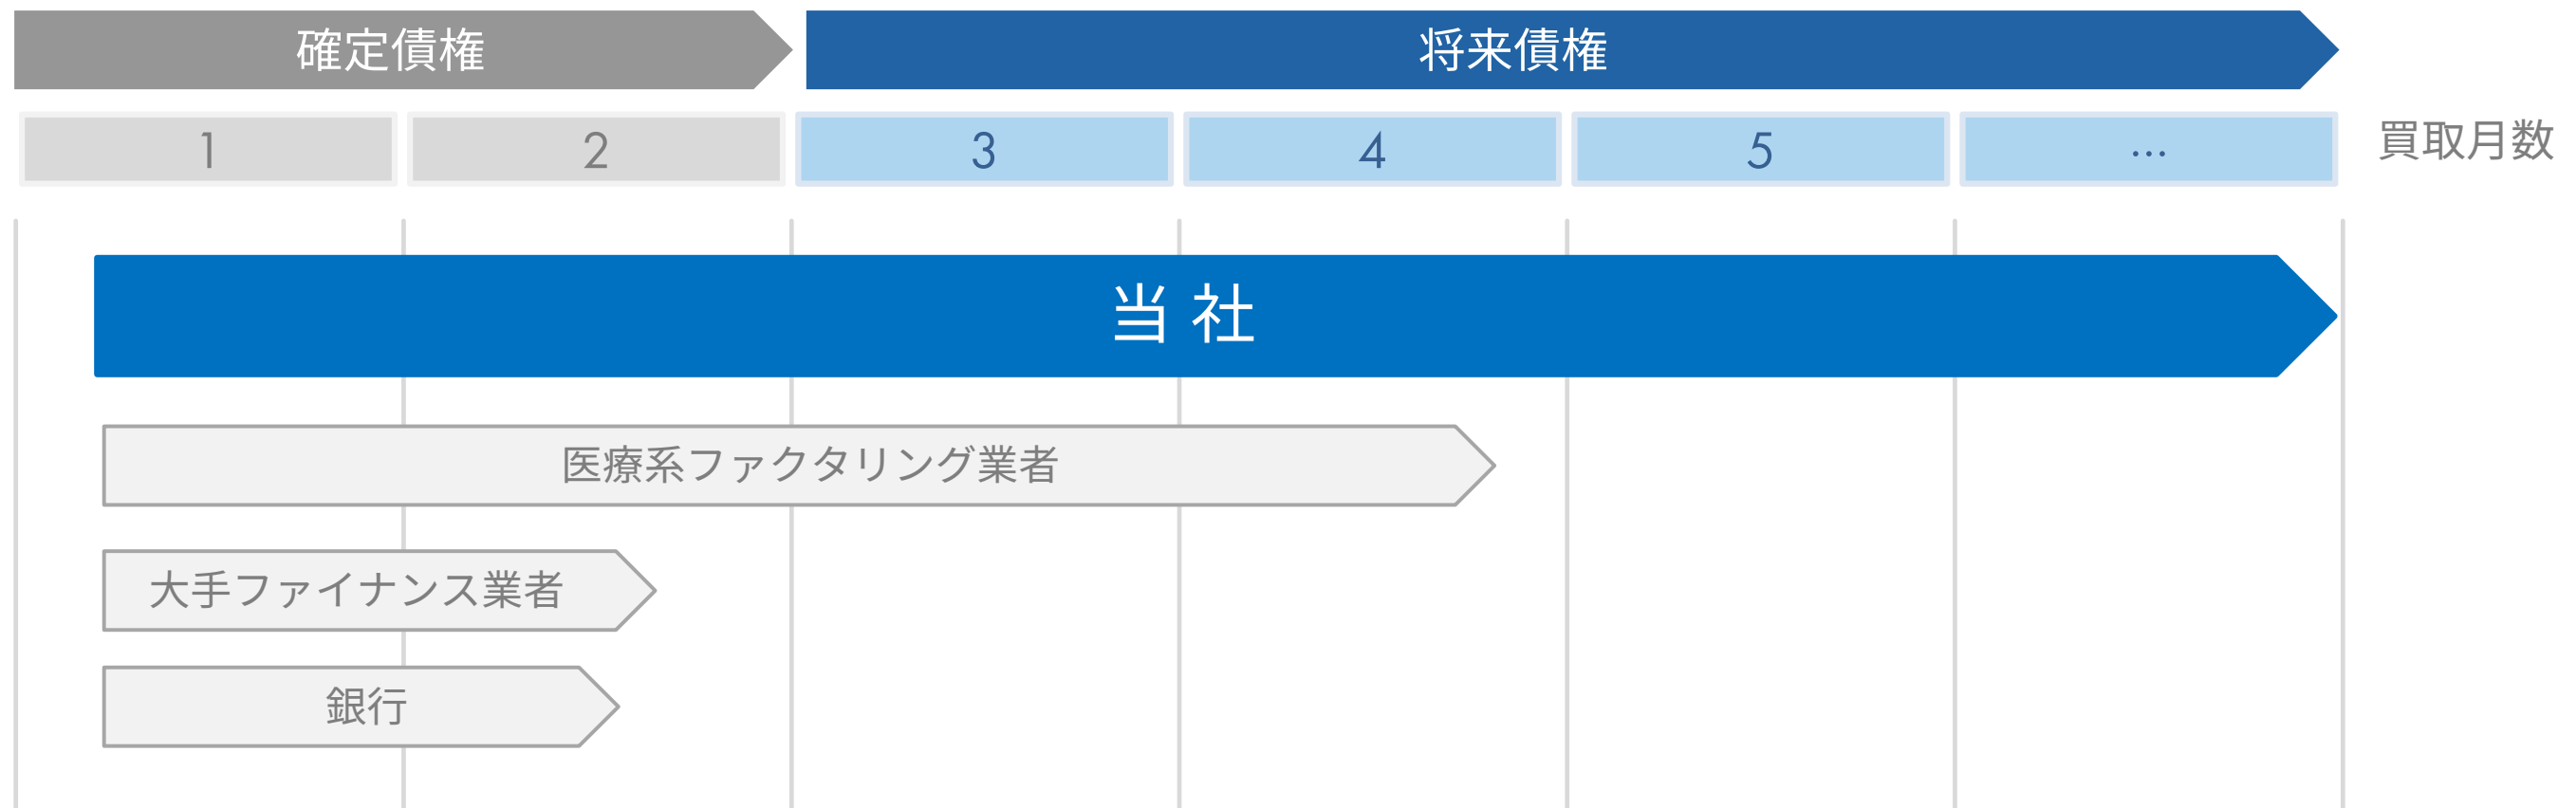 確定債権
将来債権
1 2 3 4 5 … 買取月数
当 社
医療系ファクタリング業者
大手ファイナンス業者
銀行